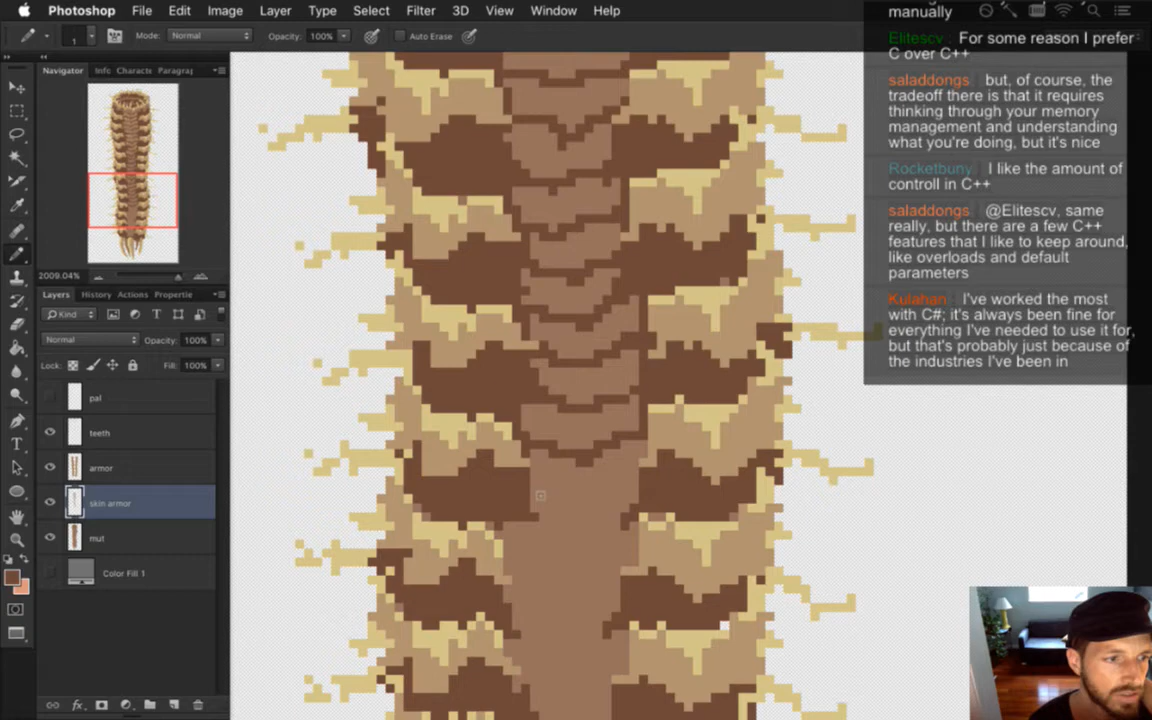 Photoshop File Edit Image Layer Type Select Filter 3D View Window Help
1 Mode: Normal Opacity: 100% Auto Erase
Navigator Info Characte Paragraph
2009.04%
Layers History Actions Propertie
Kind
Normal Opacity: 100%
Lock: Fill: 100%
pal
teeth
armor
skin armor
mut
Color Fill 1
fx
manually
Elitescv : For some reason I prefer
C over C++
saladdongs : but, of course, the
tradeoff there is that it requires
thinking through your memory
management and understanding
what you're doing, but it's nice
Rocketbuny : I like the amount of
controll in C++
saladdongs : @Elitescv, same
really, but there are a few C++
features that I like to keep around,
like overloads and default
parameters
Kulahan : I've worked the most
with C#; it's always been fine for
everything I've needed to use it for,
but that's probably just because of
the industries I've been in